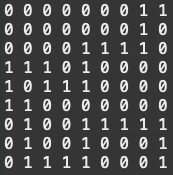 0 0 0 0 0 0 0 1 1
0 0 0 0 0 0 0 1 0
0 0 0 0 1 1 1 1 0
1 1 1 0 1 0 0 0 0
1 0 1 1 1 0 0 0 0
1 1 0 0 0 0 0 0 0
0 1 0 0 1 1 1 1 1
0 1 0 0 1 0 0 0 1
0 1 1 1 1 0 0 0 1